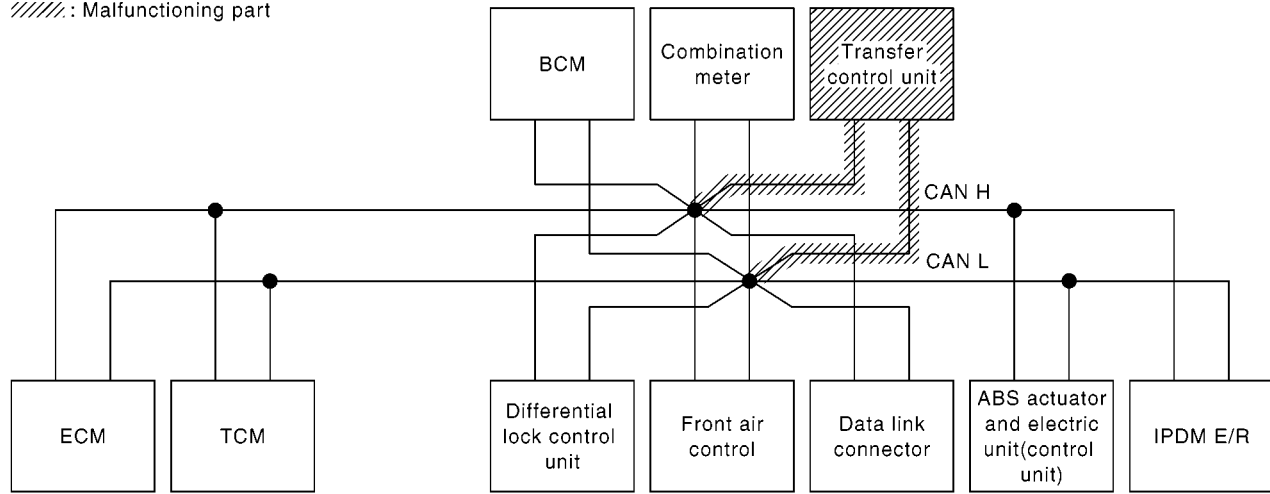 : Malfunctioning part
BCM
Combination
meter
Transfer
control unit
CAN H
CAN L
ECM
TCM
Differential
lock control
unit
Front air
control
Data link
connector
ABS actuator
and electric
unit(control
unit)
IPDM E/R